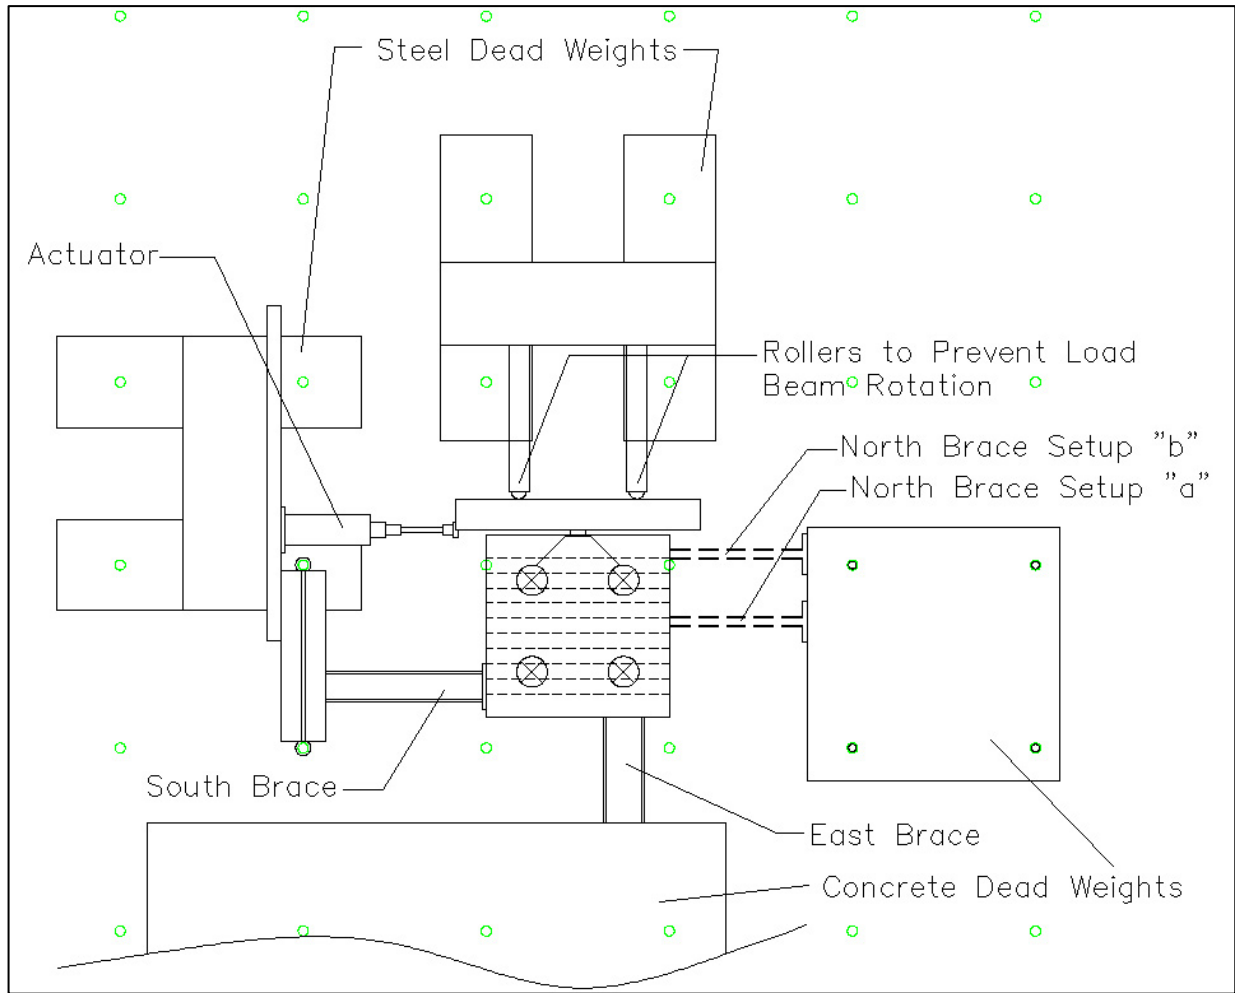 Steel Dead Weights
Actuator
Rollers to Prevent Load
Beam Rotation
North Brace Setup "b"
North Brace Setup "a"
South Brace
East Brace
Concrete Dead Weights